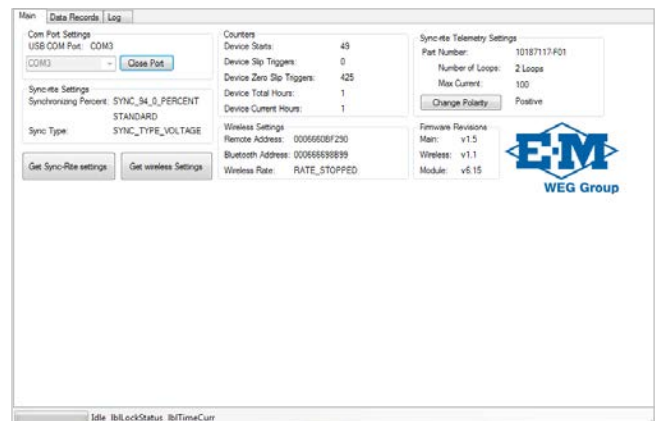 Main Data Records Log
Com Port Settings
USB COM Port: COM3
COM3 Close Port
Sync-rite Settings
Synchronizing Percent: SYNC_94_0_PERCENT
STANDARD
Sync Type: SYNC_TYPE_VOLTAGE
Get Sync-Rite settings Get wireless Settings
Counters
Device Starts: 49
Device Slip Triggers: 0
Device Zero Slip Triggers: 425
Device Total Hours: 1
Device Current Hours: 1
Wireless Settings
Remote Address: 0006660BF290
Bluetooth Address: 000666698B99
Wireless Rate: RATE_STOPPED
Sync-rite Telemetry Settings
Part Number: 10187117-F01
Number of Loops: 2 Loops
Max Current: 100
Change Polarity Positive
Firmware Revisions
Main: v1.5
Wireless: v1.1
Module: v6.15
E-M
WEG Group
Idle lblLockStatus lblTimeCurr